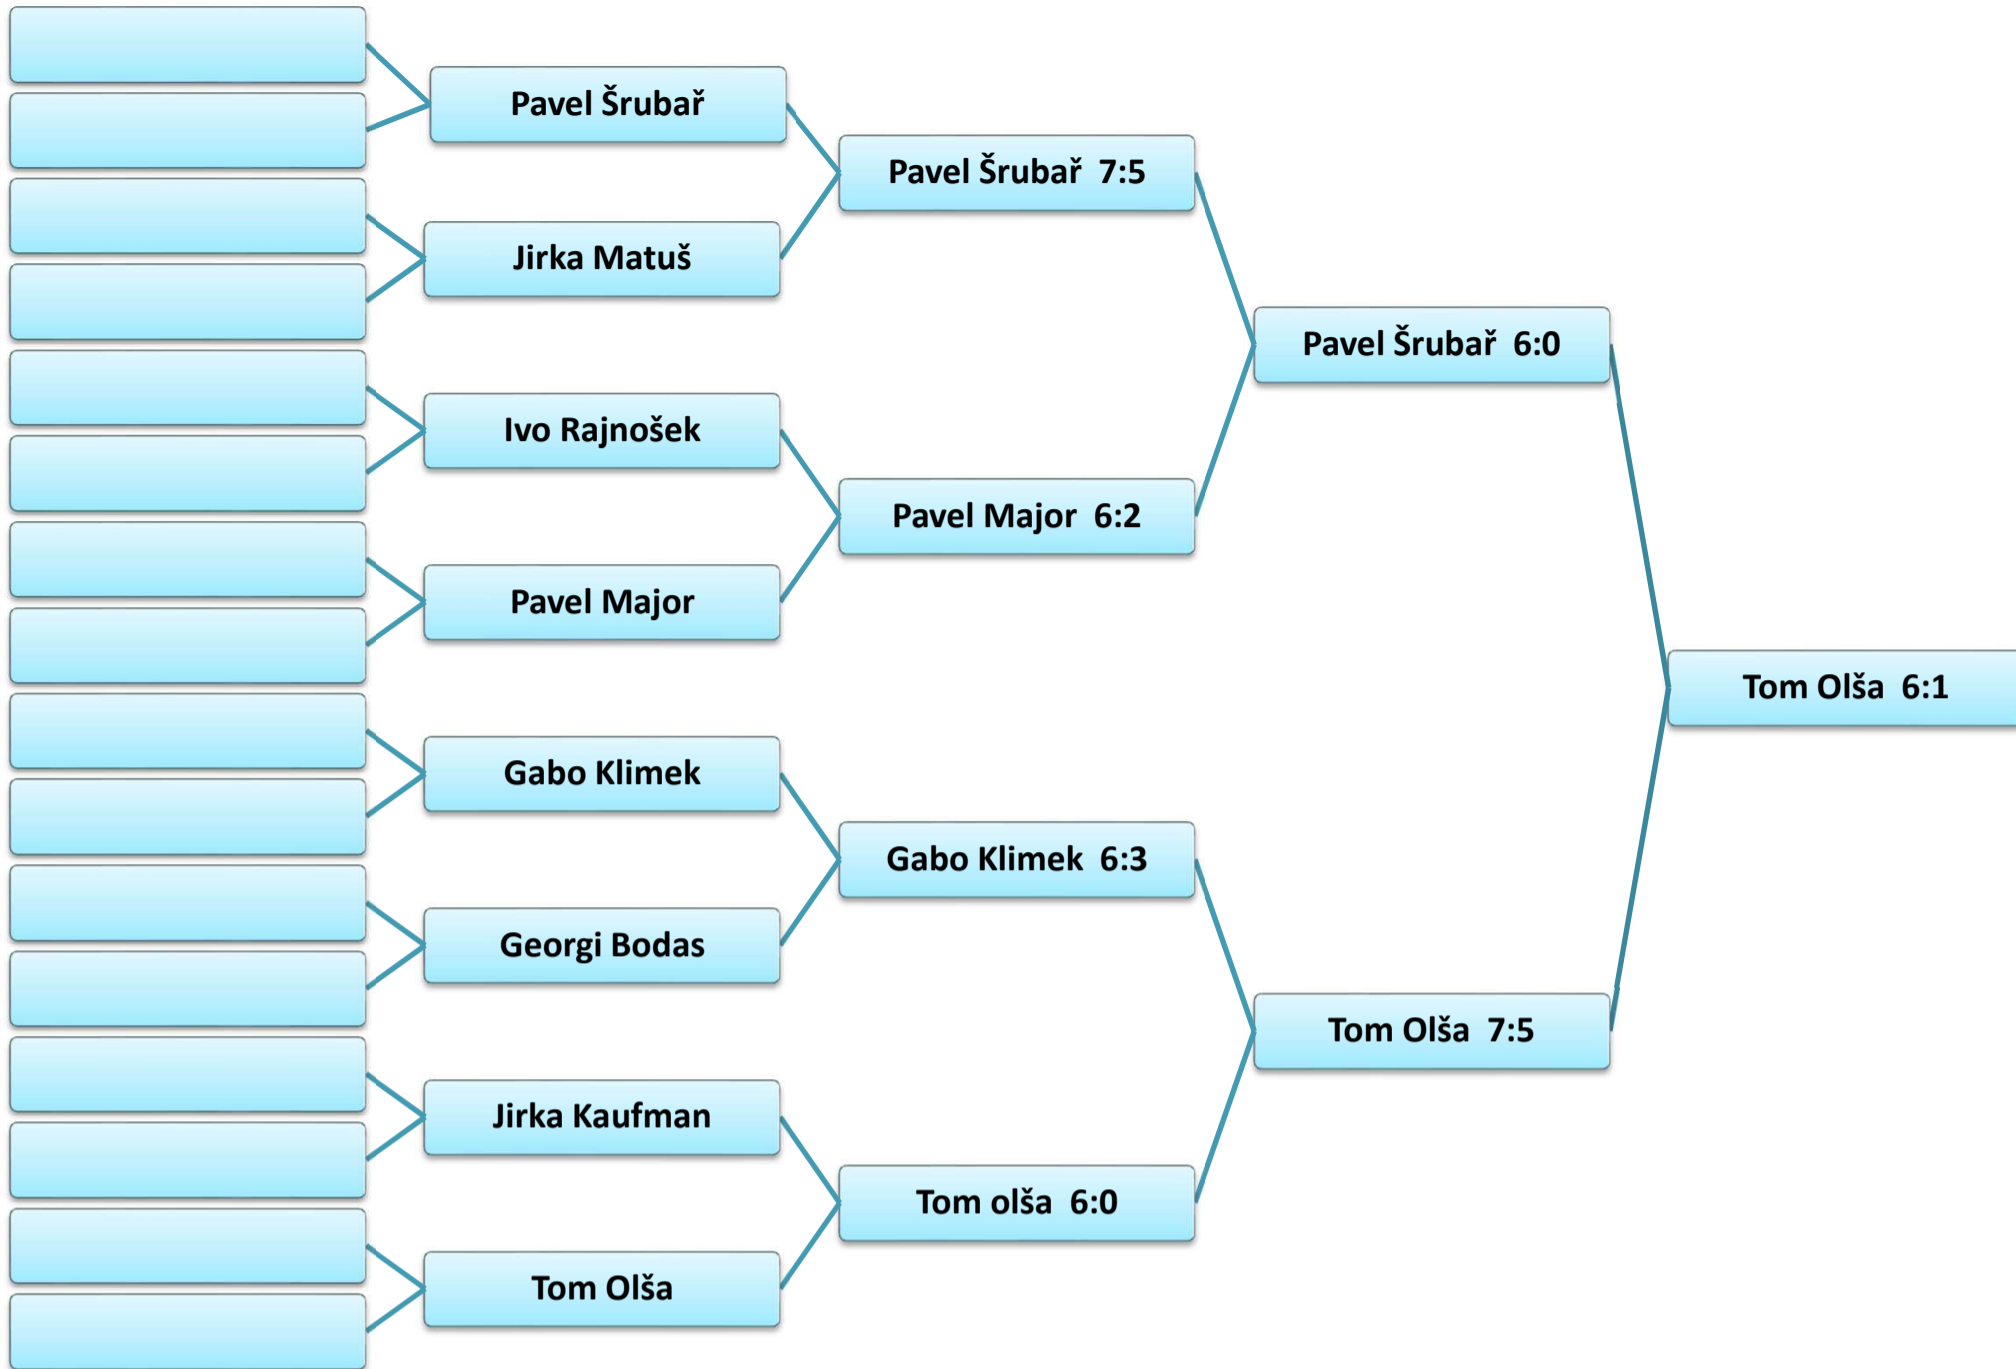 Pavel Šrubař
Jirka Matuš
Ivo Rajnošek
Pavel Major
Gabo Klimek
Georgi Bodas
Jirka Kaufman
Tom Olša
Pavel Šrubař 7:5
Pavel Major 6:2
Gabo Klimek 6:3
Tom olša 6:0
Pavel Šrubař 6:0
Tom Olša 7:5
Tom Olša 6:1